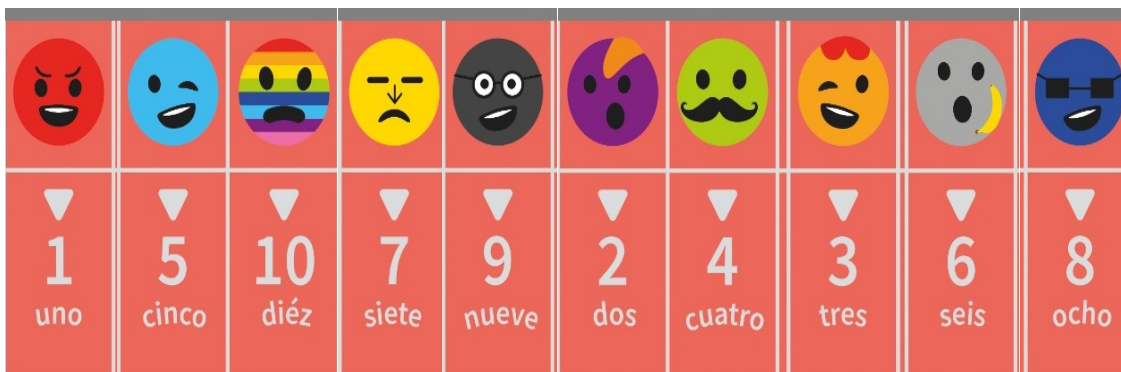 1 5 10 7 9 2 4 3 6 8
uno cinco diéz siete nueve dos cuatro tres seis ocho